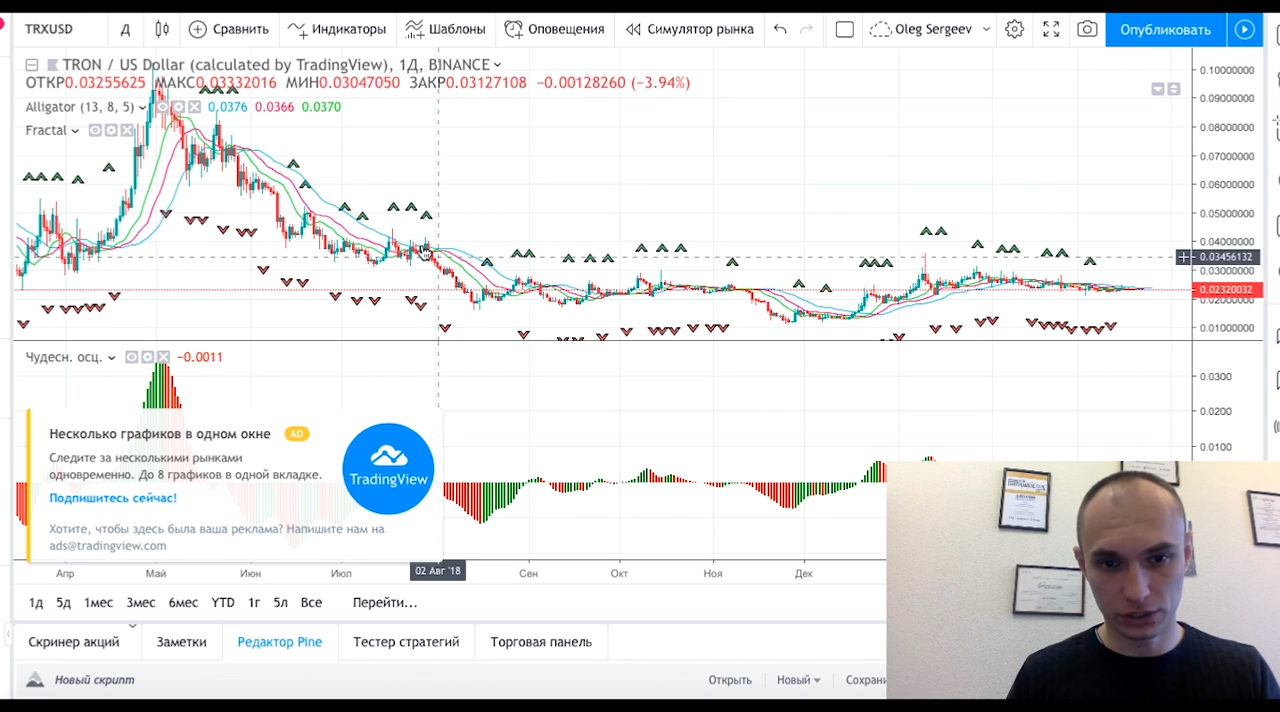 TRXUSD Д Сравнить Индикаторы Шаблоны Оповещения Симулятор рынка Oleg Sergeev Опубликовать
TRON / US Dollar (calculated by TradingView), 1Д, BINANCE
ОТКР0.03255625 МАКС0.03332016 МИН0.03047050 ЗАКР0.03127108 −0.00128260 (−3.94%)
Alligator (13, 8, 5) 0.0376 0.0366 0.0370
Fractal
0.10000000
0.09000000
0.08000000
0.07000000
0.06000000
0.05000000
0.04000000
0.03456132
0.03000000
0.02320032
0.02000000
0.01000000
Чудесн. осц. −0.0011
0.0300
0.0200
0.0100
Несколько графиков в одном окне AD
Следите за несколькими рынками
одновременно. До 8 графиков в одной вкладке.
Подпишитесь сейчас!
Хотите, чтобы здесь была ваша реклама? Напишите нам на
ads@tradingview.com
TradingView
Апр Май Июн Июл 02 Авг '18 Сен Окт Ноя Дек
1д 5д 1мес 3мес 6мес YTD 1г 5л Все Перейти...
Скринер акций Заметки Редактор Pine Тестер стратегий Торговая панель
Новый скрипт Открыть Новый Сохрани